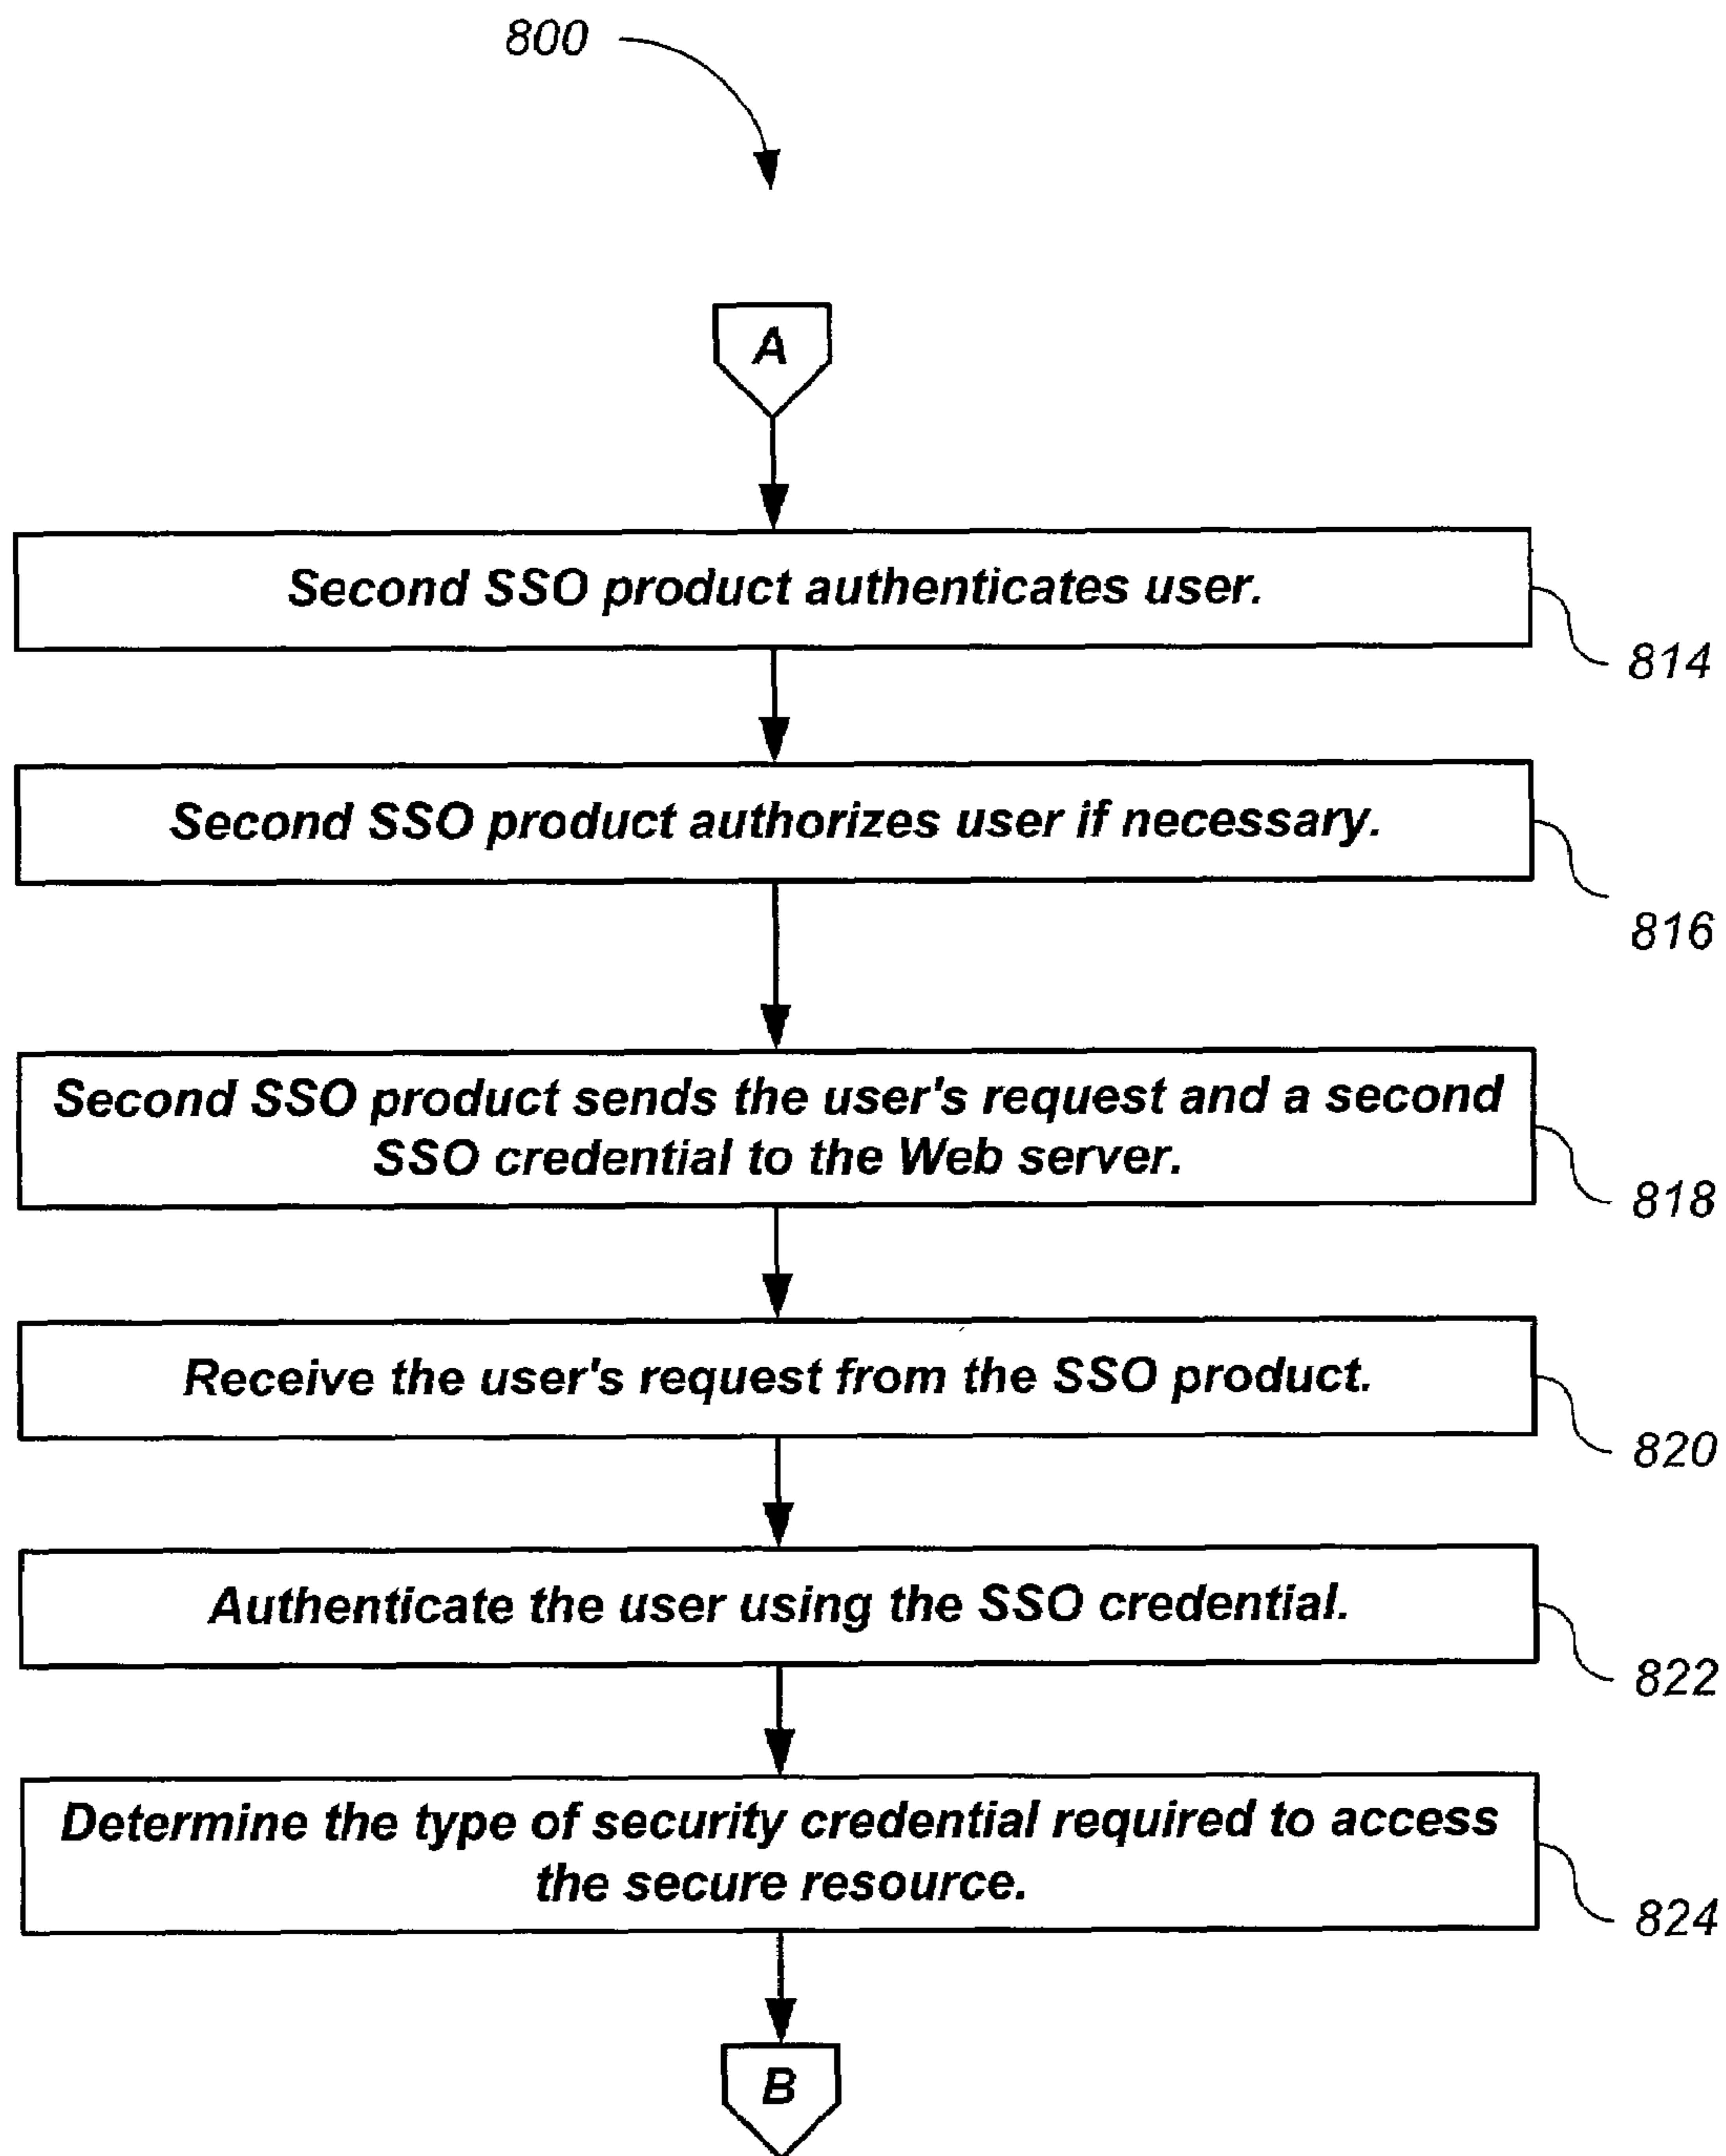 800
A
Second SSO product authenticates user.
814
Second SSO product authorizes user if necessary.
816
Second SSO product sends the user's request and a second
SSO credential to the Web server.
818
Receive the user's request from the SSO product.
820
Authenticate the user using the SSO credential.
822
Determine the type of security credential required to access
the secure resource.
824
B